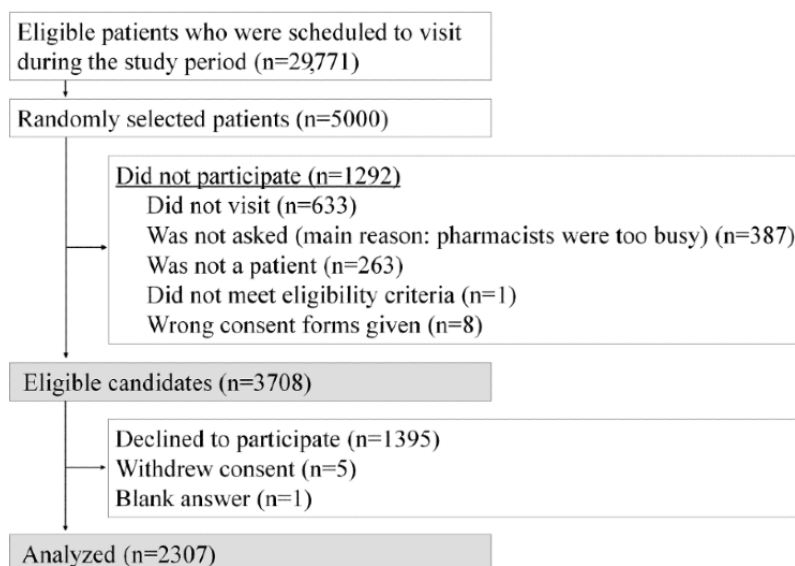 Eligible patients who were scheduled to visit
during the study period (n=29,771)
Randomly selected patients (n=5000)
Did not participate (n=1292)
Did not visit (n=633)
Was not asked (main reason: pharmacists were too busy) (n=387)
Was not a patient (n=263)
Did not meet eligibility criteria (n=1)
Wrong consent forms given (n=8)
Eligible candidates (n=3708)
Declined to participate (n=1395)
Withdrew consent (n=5)
Blank answer (n=1)
Analyzed (n=2307)